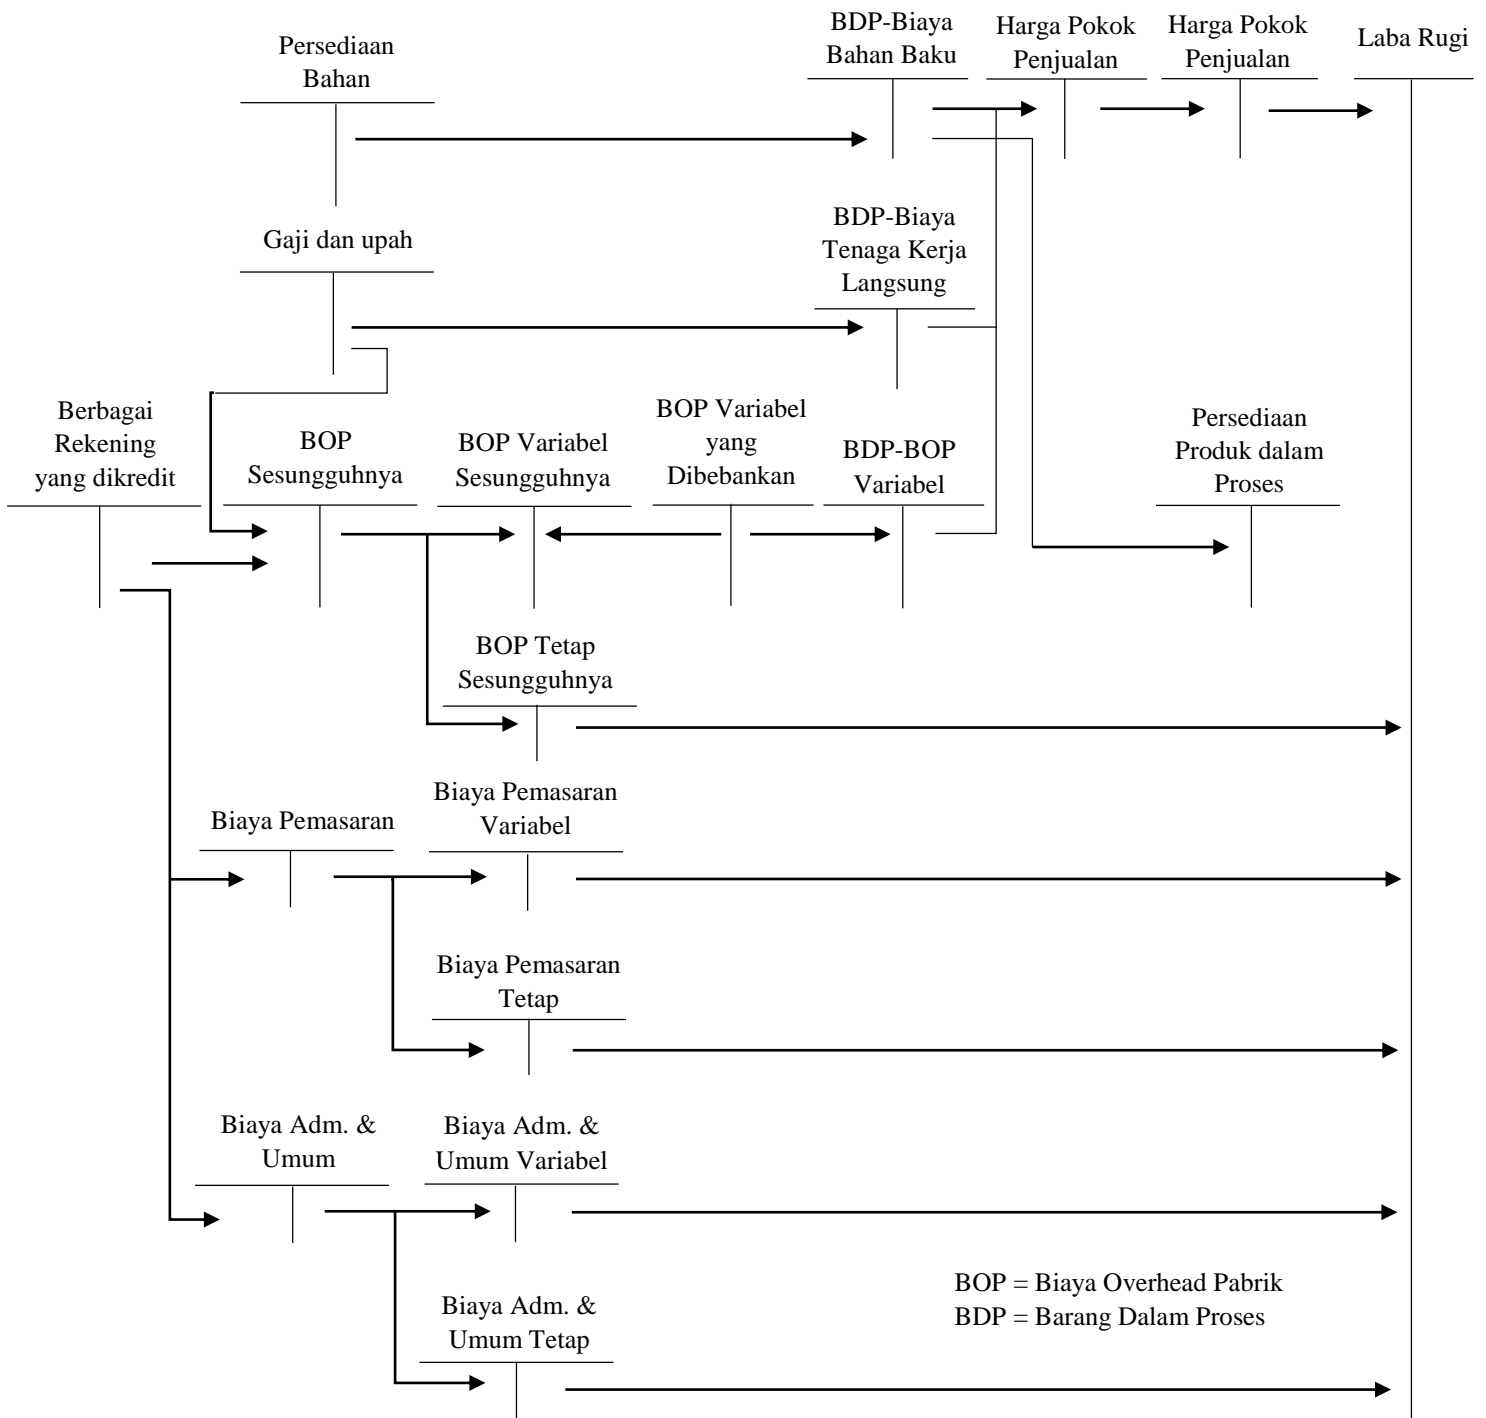 Persediaan
Bahan
BDP-Biaya
Bahan Baku
Harga Pokok
Penjualan
Harga Pokok
Penjualan
Laba Rugi
Gaji dan upah
BDP-Biaya
Tenaga Kerja
Langsung
Berbagai
Rekening
yang dikredit
BOP
Sesungguhnya
BOP Variabel
Sesungguhnya
BOP Variabel
yang
Dibebankan
BDP-BOP
Variabel
Persediaan
Produk dalam
Proses
BOP Tetap
Sesungguhnya
Biaya Pemasaran
Biaya Pemasaran
Variabel
Biaya Pemasaran
Tetap
Biaya Adm. &
Umum
Biaya Adm. &
Umum Variabel
Biaya Adm. &
Umum Tetap
BOP = Biaya Overhead Pabrik
BDP = Barang Dalam Proses